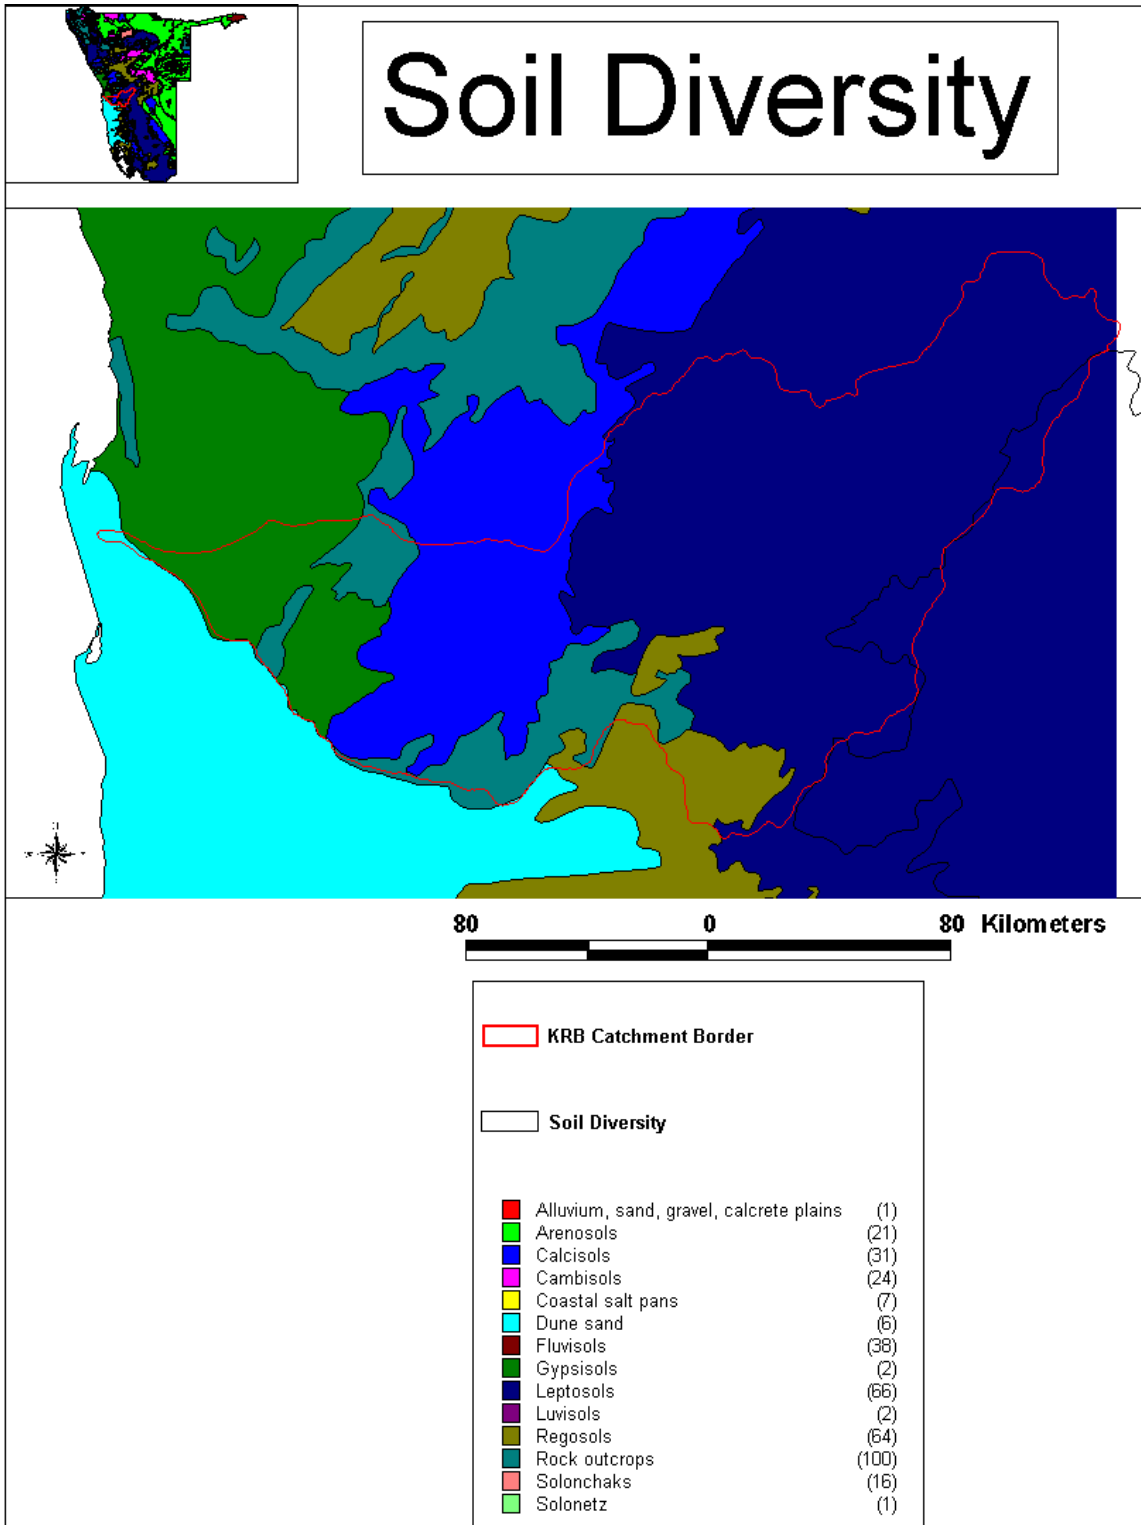 Soil Diversity
80 0 80 Kilometers
KRB Catchment Border
Soil Diversity
Alluvium, sand, gravel, calcrete plains (1)
Arenosols (21)
Calcisols (31)
Cambisols (24)
Coastal salt pans (7)
Dune sand (6)
Fluvisols (38)
Gypsisols (2)
Leptosols (66)
Luvisols (2)
Regosols (64)
Rock outcrops (100)
Solonchaks (16)
Solonetz (1)